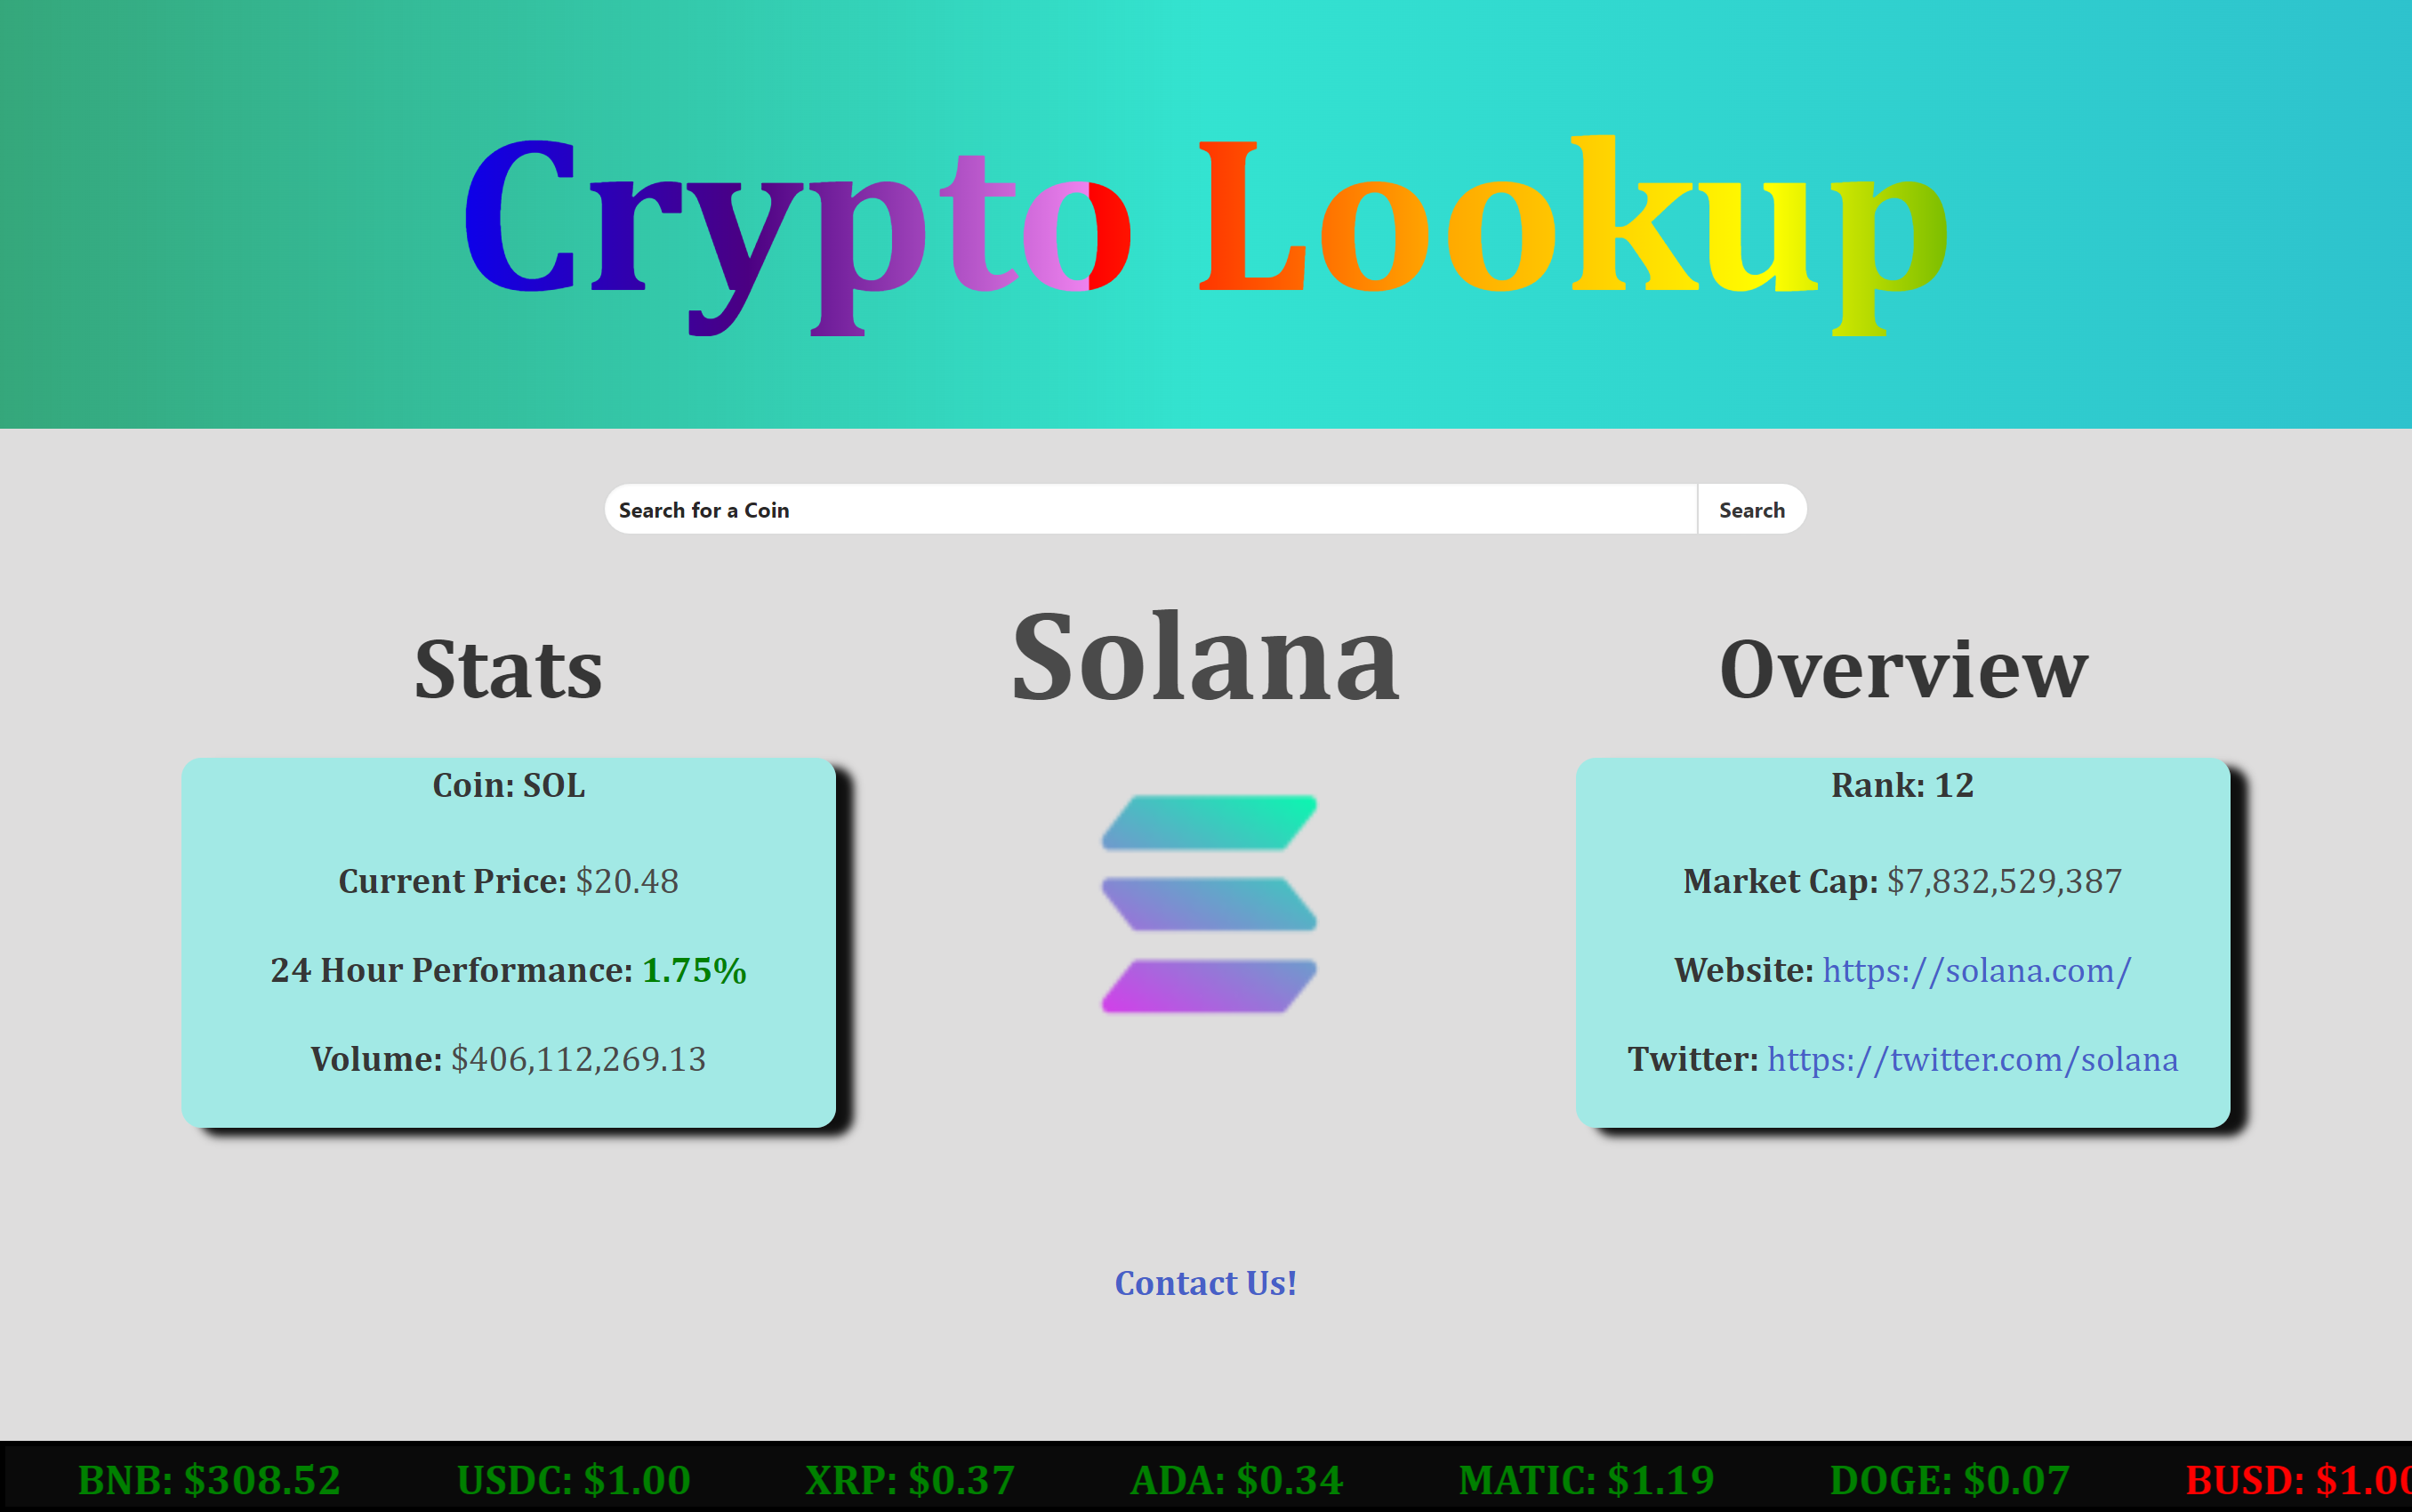 Crypto Lookup
Search for a Coin
Search
Stats
Solana
Overview
Coin: SOL
Current Price: $20.48
24 Hour Performance: 1.75%
Volume: $406,112,269.13
Rank: 12
Market Cap: $7,832,529,387
Website: https://solana.com/
Twitter: https://twitter.com/solana
Contact Us!
BNB: $308.52 USDC: $1.00 XRP: $0.37 ADA: $0.34 MATIC: $1.19 DOGE: $0.07 BUSD: $1.00